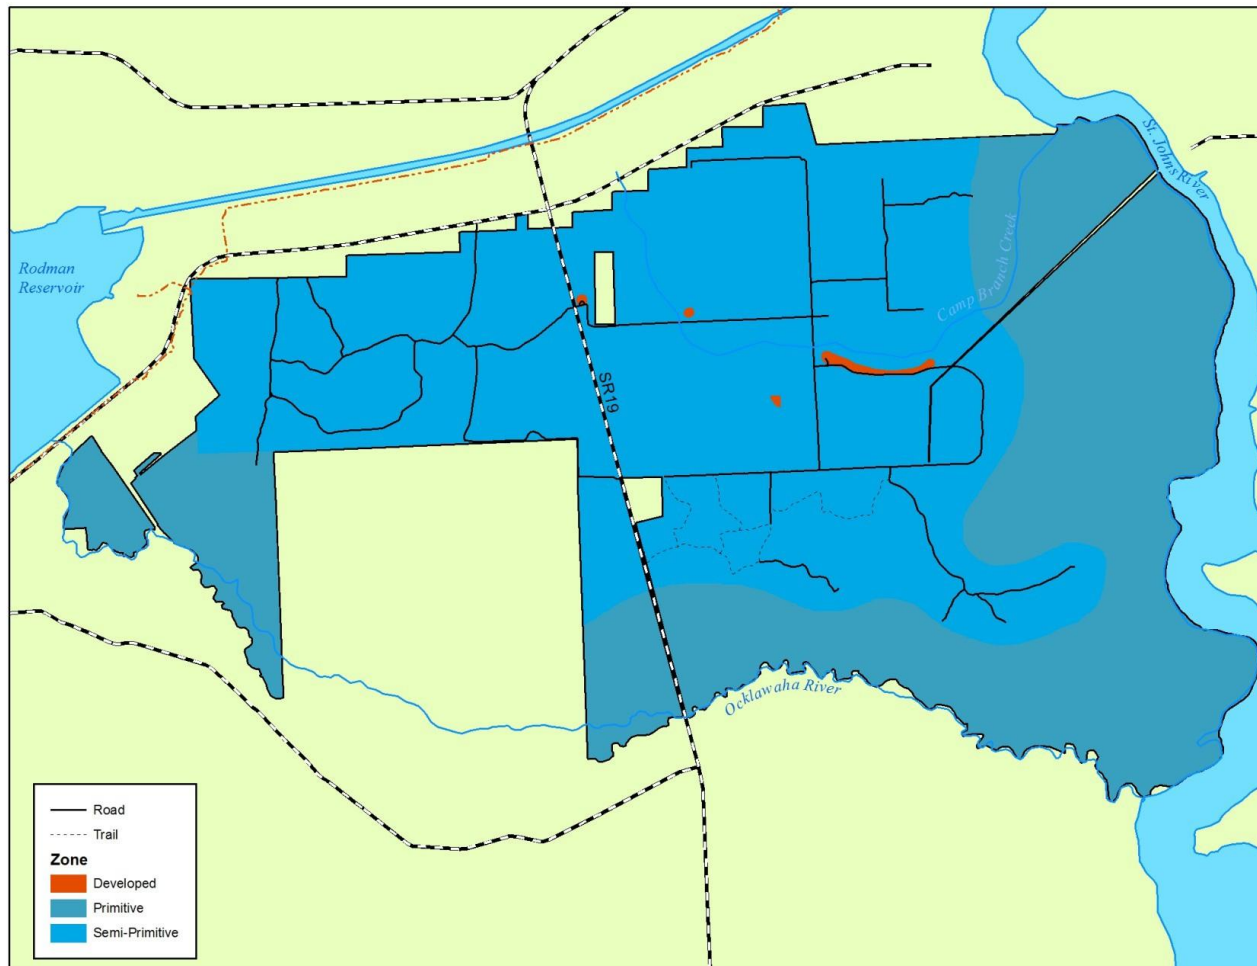 St. Johns River
Rodman
Reservoir
Camp Branch Creek
SR19
Ocklawaha River
Road
Trail
Zone
Developed
Primitive
Semi-Primitive